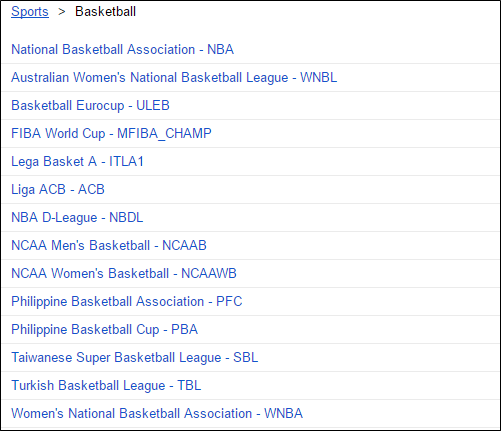 Sports > Basketball
National Basketball Association - NBA
Australian Women's National Basketball League - WNBL
Basketball Eurocup - ULEB
FIBA World Cup - MFIBA_CHAMP
Lega Basket A - ITLA1
Liga ACB - ACB
NBA D-League - NBDL
NCAA Men's Basketball - NCAAB
NCAA Women's Basketball - NCAAWB
Philippine Basketball Association - PFC
Philippine Basketball Cup - PBA
Taiwanese Super Basketball League - SBL
Turkish Basketball League - TBL
Women's National Basketball Association - WNBA